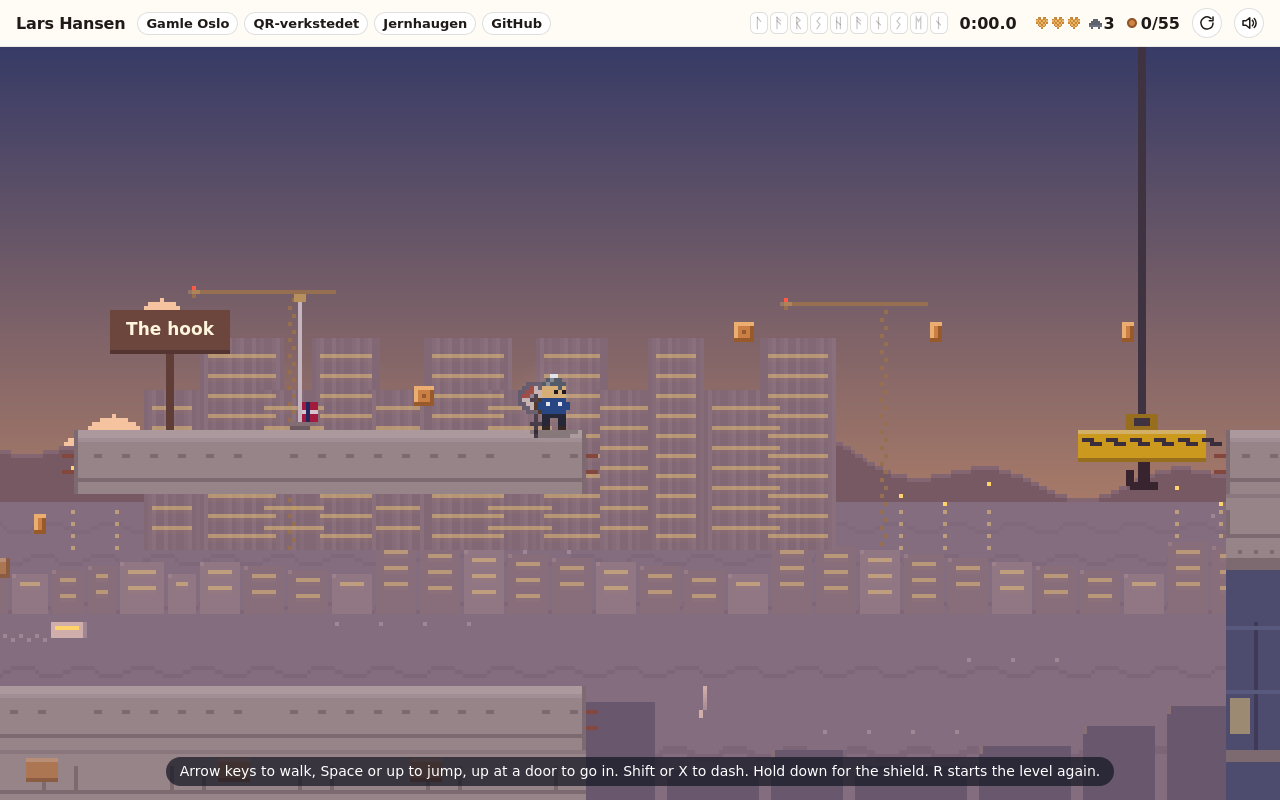 Lars Hansen
Gamle Oslo
QR-verkstedet
Jernhaugen
GitHub
ᛚ ᚨ ᚱ ᛊ ᚺ ᚨ ᚾ ᛊ ᛖ ᚾ
0:00.0
3
0/55
The hook
Arrow keys to walk, Space or up to jump, up at a door to go in. Shift or X to dash. Hold down for the shield. R starts the level again.